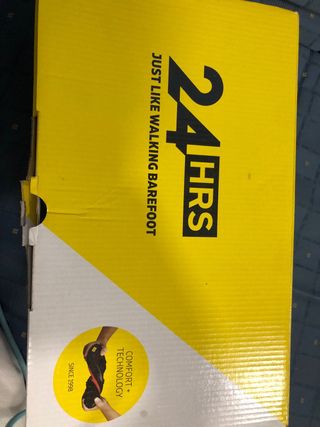 24HRS
JUST LIKE WALKING BAREFOOT
COMFORT +
TECHNOLOGY
SINCE 1998